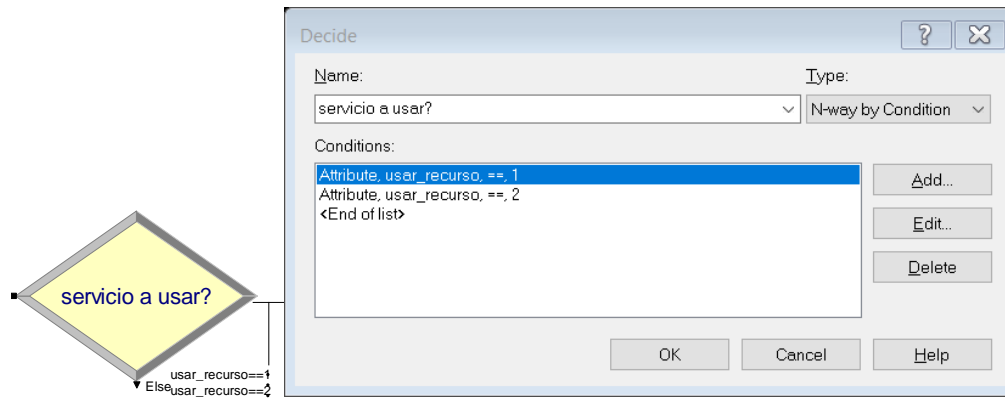 Decide
Name:
Type:
servicio a usar?
N-way by Condition
Conditions:
Attribute, usar_recurso, ==, 1
Attribute, usar_recurso, ==, 2
<End of list>
Add...
Edit...
Delete
OK
Cancel
Help
servicio a usar?
usar_recurso==1
Else
usar_recurso==2